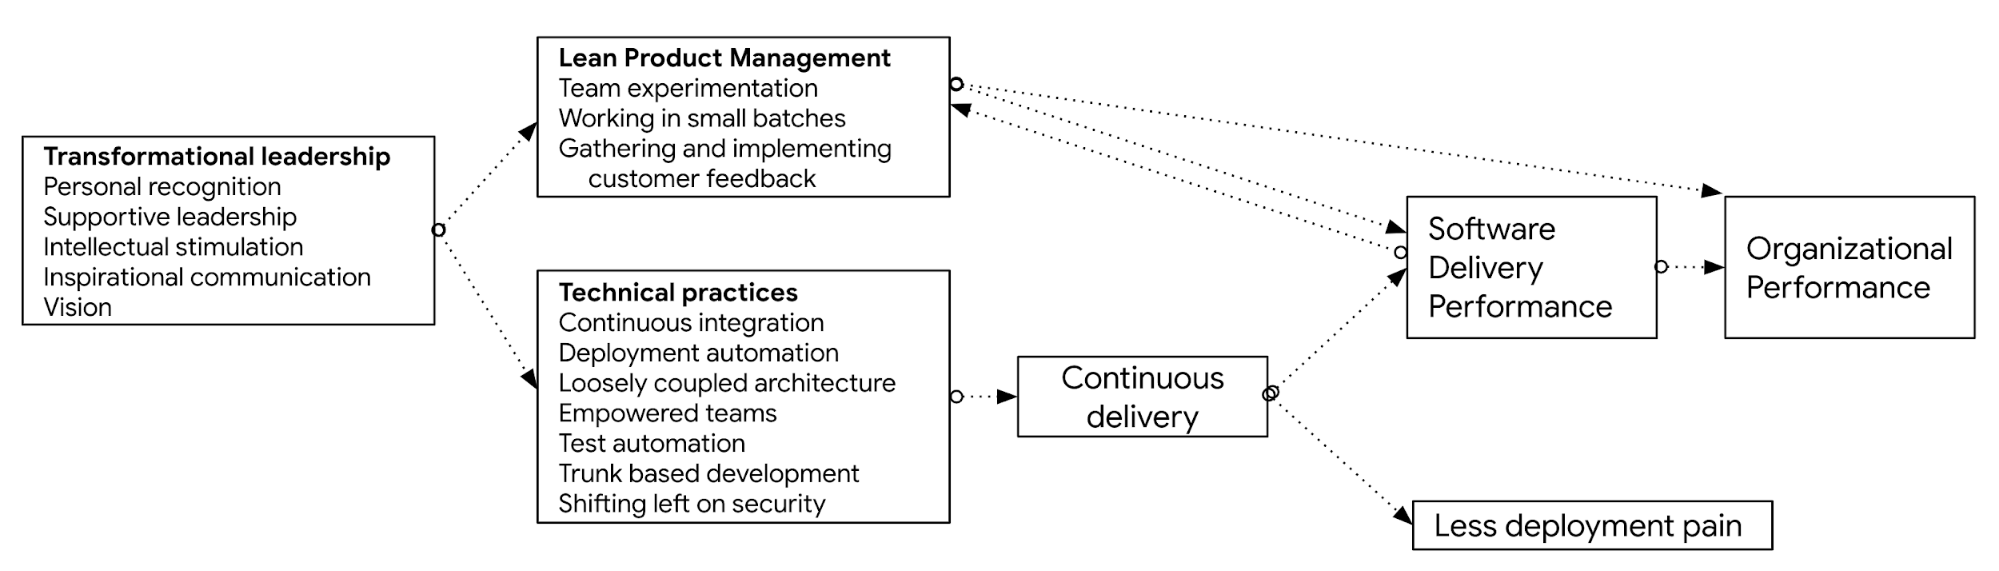 Transformational leadership
Personal recognition
Supportive leadership
Intellectual stimulation
Inspirational communication
Vision
Lean Product Management
Team experimentation
Working in small batches
Gathering and implementing
customer feedback
Technical practices
Continuous integration
Deployment automation
Loosely coupled architecture
Empowered teams
Test automation
Trunk based development
Shifting left on security
Continuous
delivery
Software
Delivery
Performance
Organizational
Performance
Less deployment pain